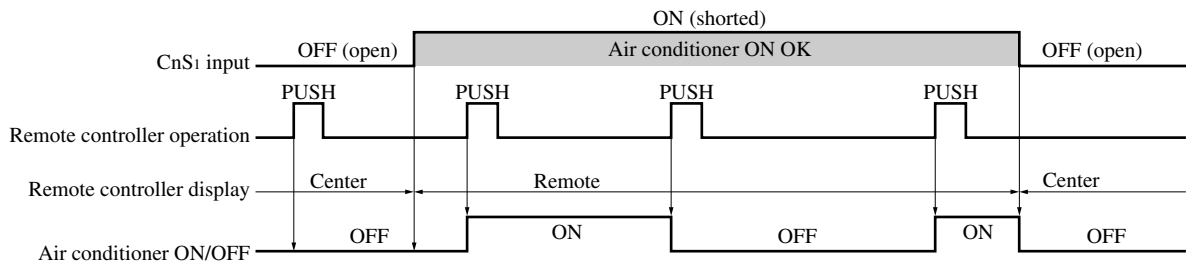 ON (shorted)
OFF (open) Air conditioner ON OK OFF (open)
CnS₁ input
PUSH PUSH PUSH PUSH
Remote controller operation
Remote controller display Center Remote Center
Air conditioner ON/OFF OFF ON OFF ON OFF